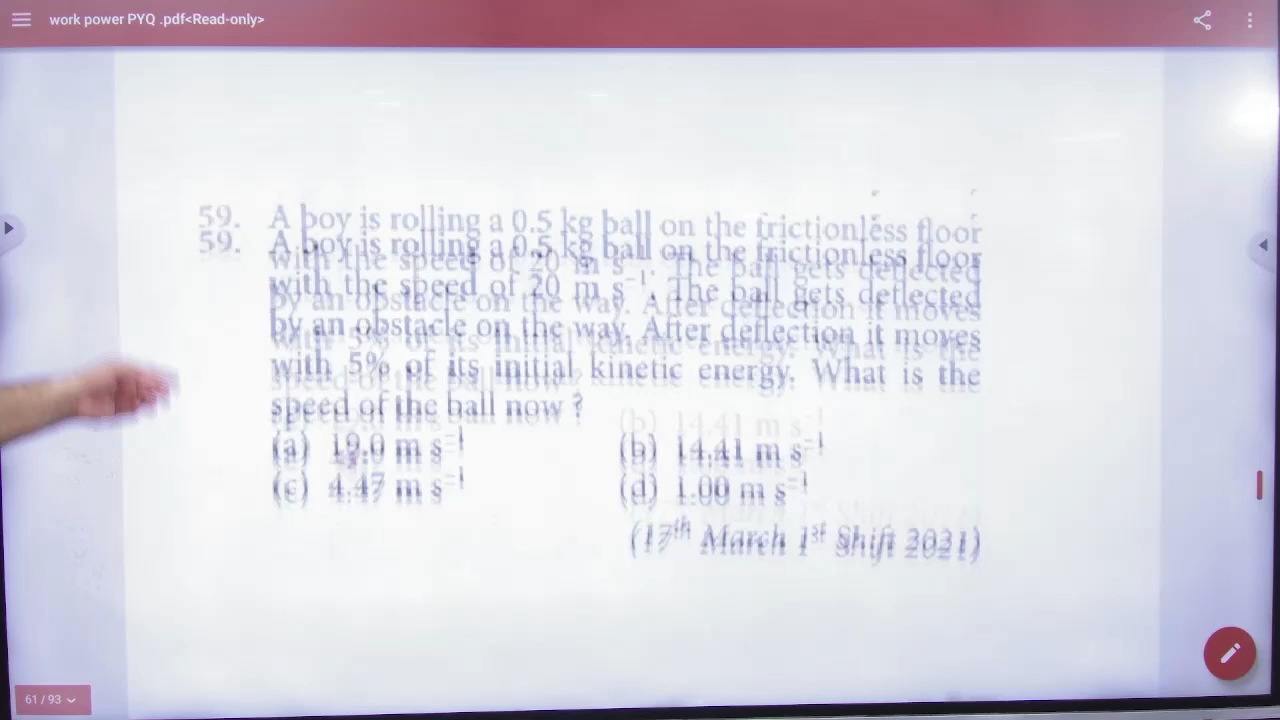 work power PYQ .pdf<Read-only>
59. A boy is rolling a 0.5 kg ball on the frictionless floor
with the speed of 20 m s⁻¹. The ball gets deflected
by an obstacle on the way. After deflection it moves
with 5% of its initial kinetic energy. What is the
speed of the ball now ?
(a) 19.0 m s⁻¹ (b) 14.41 m s⁻¹
(c) 4.47 m s⁻¹ (d) 1.00 m s⁻¹
(17th March 1st Shift 2021)
61 / 93